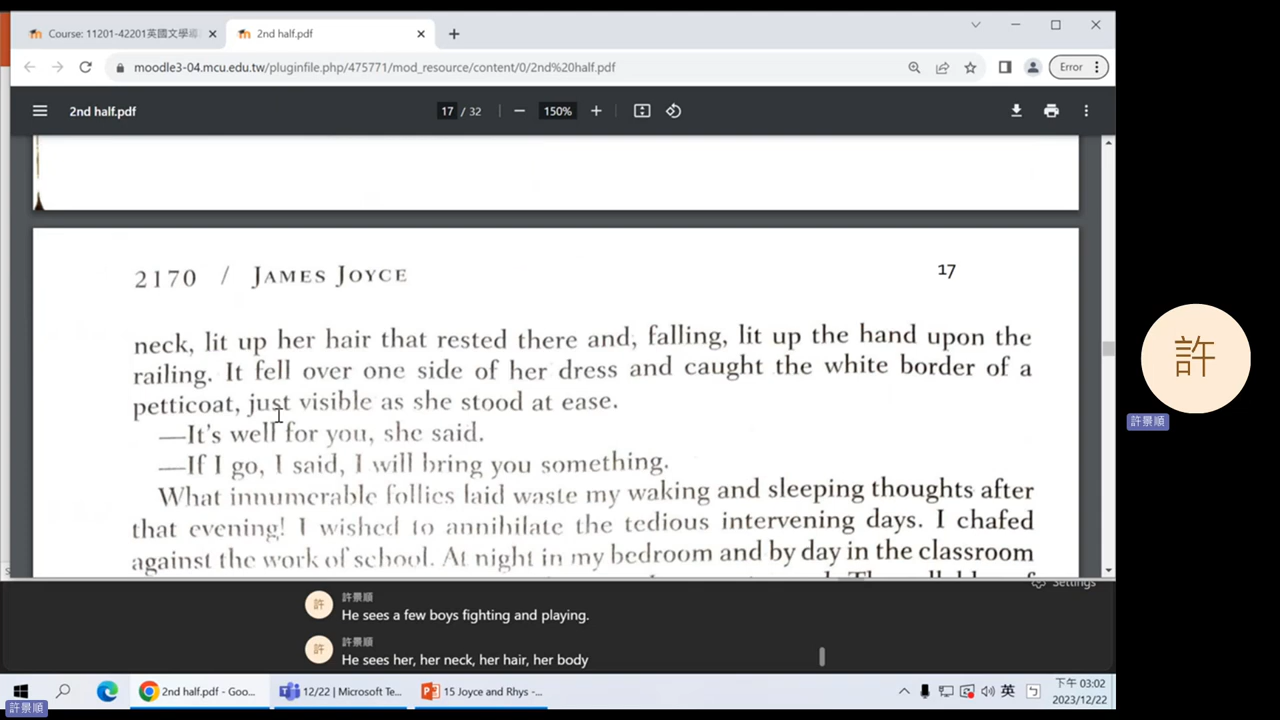 Course: 11201-42201英國文學導
2nd half.pdf
moodle3-04.mcu.edu.tw/pluginfile.php/475771/mod_resource/content/0/2nd%20half.pdf
Error
2nd half.pdf
17 / 32
150%
2170 / JAMES JOYCE
17
neck, lit up her hair that rested there and, falling, lit up the hand upon the
railing. It fell over one side of her dress and caught the white border of a
petticoat, just visible as she stood at ease.
—It's well for you, she said.
—If I go, I said, I will bring you something.
What innumerable follies laid waste my waking and sleeping thoughts after
that evening! I wished to annihilate the tedious intervening days. I chafed
against the work of school. At night in my bedroom and by day in the classroom
Settings
許 許景順
He sees a few boys fighting and playing.
許 許景順
He sees her, her neck, her hair, her body
許
許景順
2nd half.pdf - Goo...
12/22 | Microsoft Te...
15 Joyce and Rhys -...
英
下午 03:02
2023/12/22
許景順